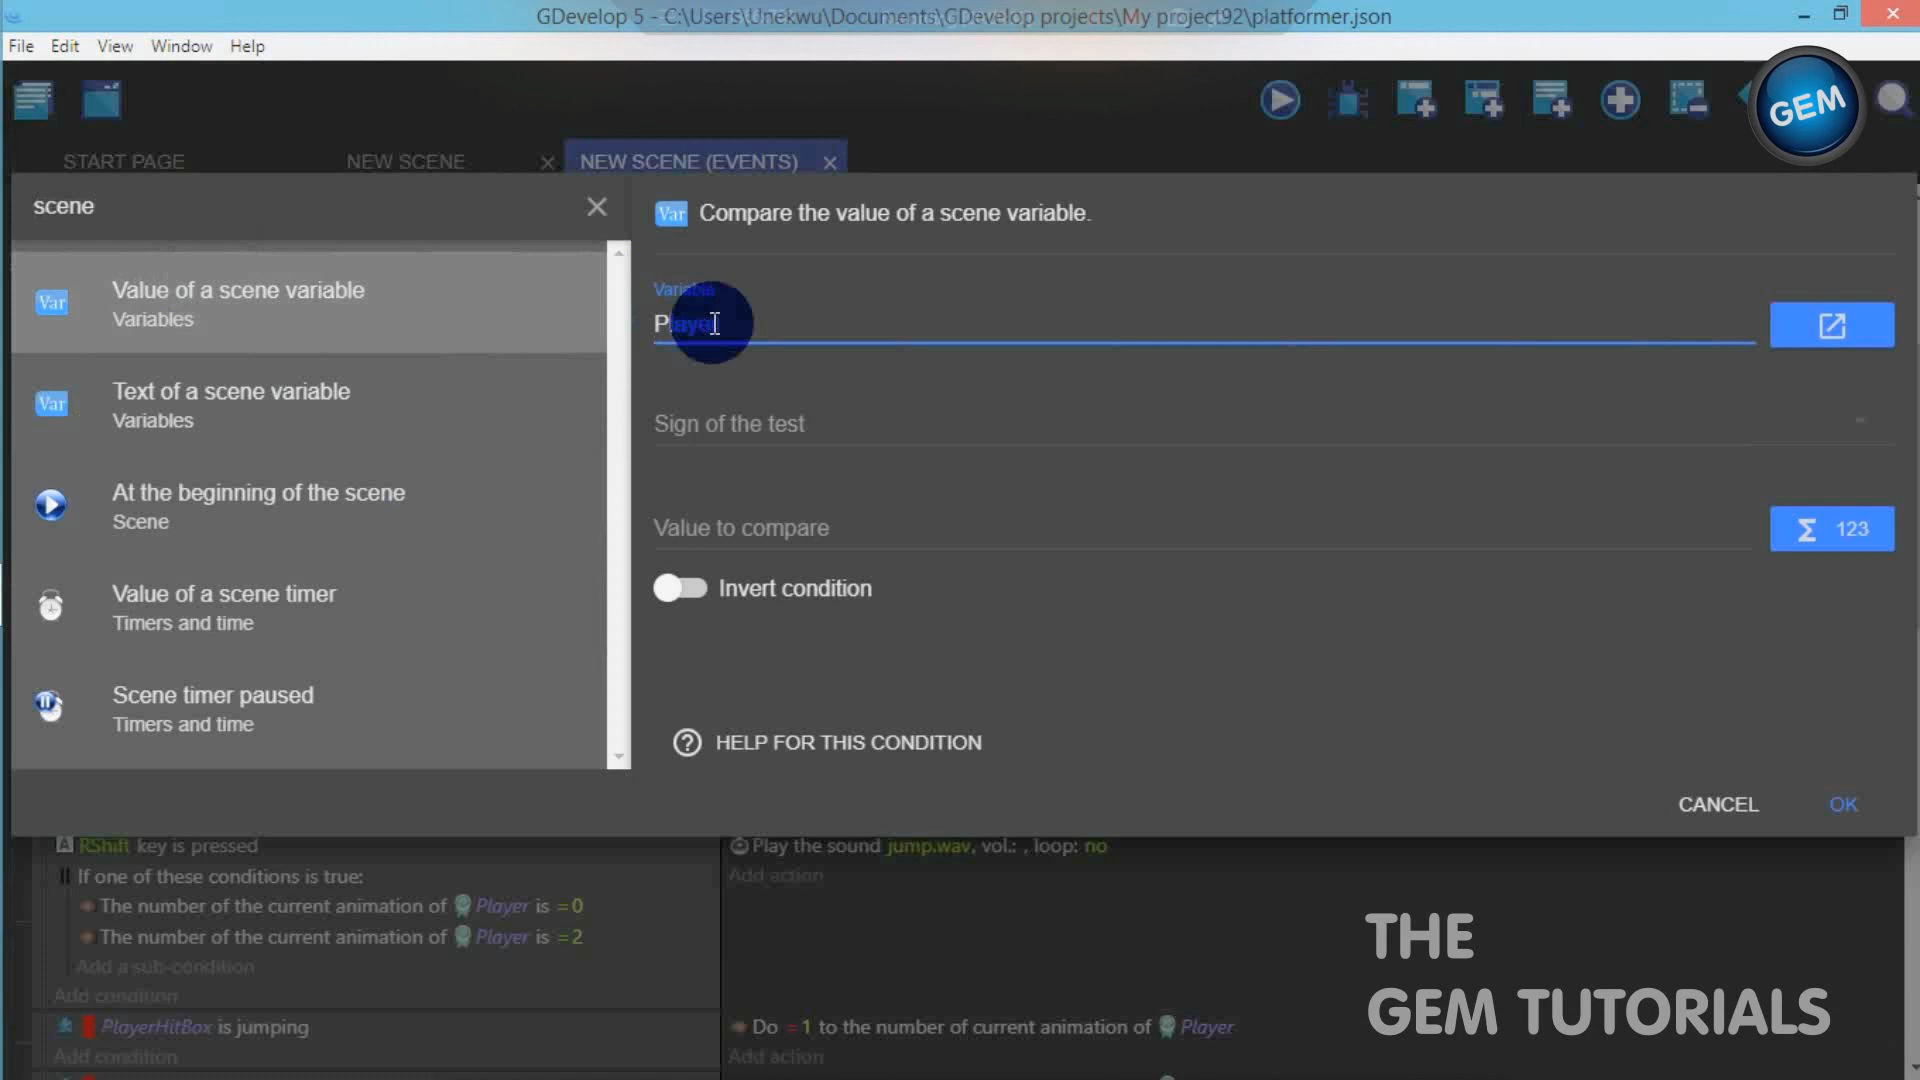 GDevelop 5 - C:\Users\Unekwu\Documents\GDevelop projects\My project92\platformer.json
File Edit View Window Help
GEM
START PAGE NEW SCENE NEW SCENE (EVENTS)
scene
Var Compare the value of a scene variable.
Var Value of a scene variable
Variables
Variable
Player
Var Text of a scene variable
Variables
Sign of the test
At the beginning of the scene
Scene
Value to compare
Σ 123
Value of a scene timer
Timers and time
Invert condition
Scene timer paused
Timers and time
? HELP FOR THIS CONDITION
CANCEL OK
A RShift key is pressed
Play the sound jump.wav, vol.: , loop: no
If one of these conditions is true:
Add action
The number of the current animation of Player is =0
The number of the current animation of Player is =2
Add a sub-condition
Add condition
PlayerHitBox is jumping
Do =1 to the number of current animation of Player
Add condition
Add action
THE
GEM TUTORIALS